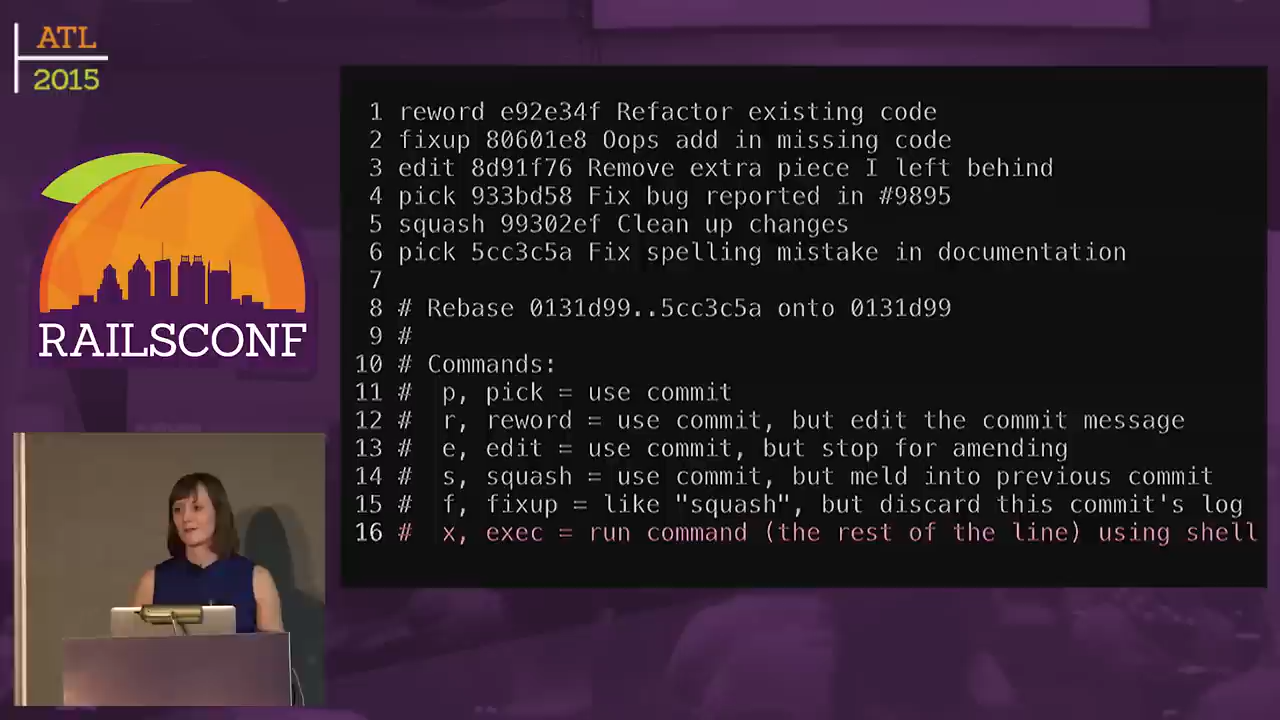 ATL
2015
RAILSCONF
1 reword e92e34f Refactor existing code
2 fixup 80601e8 Oops add in missing code
3 edit 8d91f76 Remove extra piece I left behind
4 pick 933bd58 Fix bug reported in #9895
5 squash 99302ef Clean up changes
6 pick 5cc3c5a Fix spelling mistake in documentation
7
8 # Rebase 0131d99..5cc3c5a onto 0131d99
9 #
10 # Commands:
11 #  p, pick = use commit
12 #  r, reword = use commit, but edit the commit message
13 #  e, edit = use commit, but stop for amending
14 #  s, squash = use commit, but meld into previous commit
15 #  f, fixup = like "squash", but discard this commit's log
16 #  x, exec = run command (the rest of the line) using shell